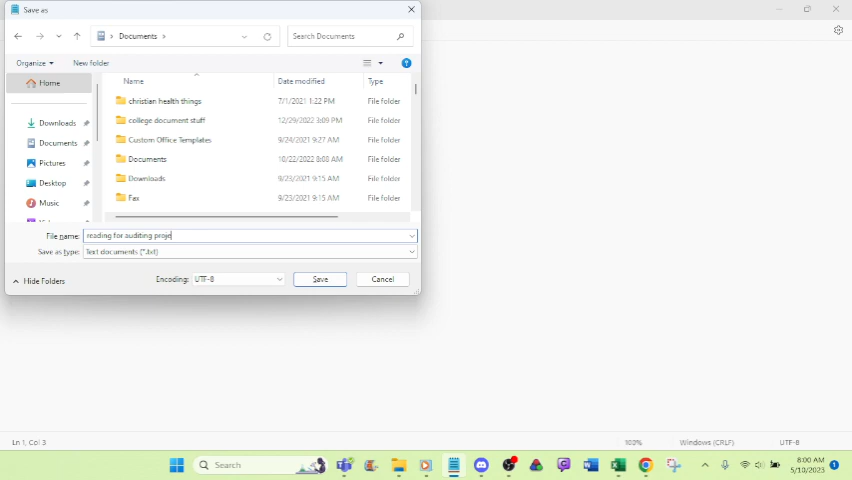 Save as
Documents
Search Documents
Organize
New folder
Home
Name
Date modified
Type
christian health things
7/1/2021 1:22 PM
File folder
college document stuff
12/29/2022 3:09 PM
File folder
Custom Office Templates
9/24/2021 9:27 AM
File folder
Documents
10/22/2022 8:08 AM
File folder
Downloads
9/23/2021 9:15 AM
File folder
Fax
9/23/2021 9:15 AM
File folder
Downloads
Documents
Pictures
Desktop
Music
File name: reading for auditing proje
Save as type: Text documents (*.txt)
Hide Folders
Encoding: UTF-8
Save
Cancel
Ln 1, Col 3
100%
Windows (CRLF)
UTF-8
Search
8:00 AM
5/10/2023